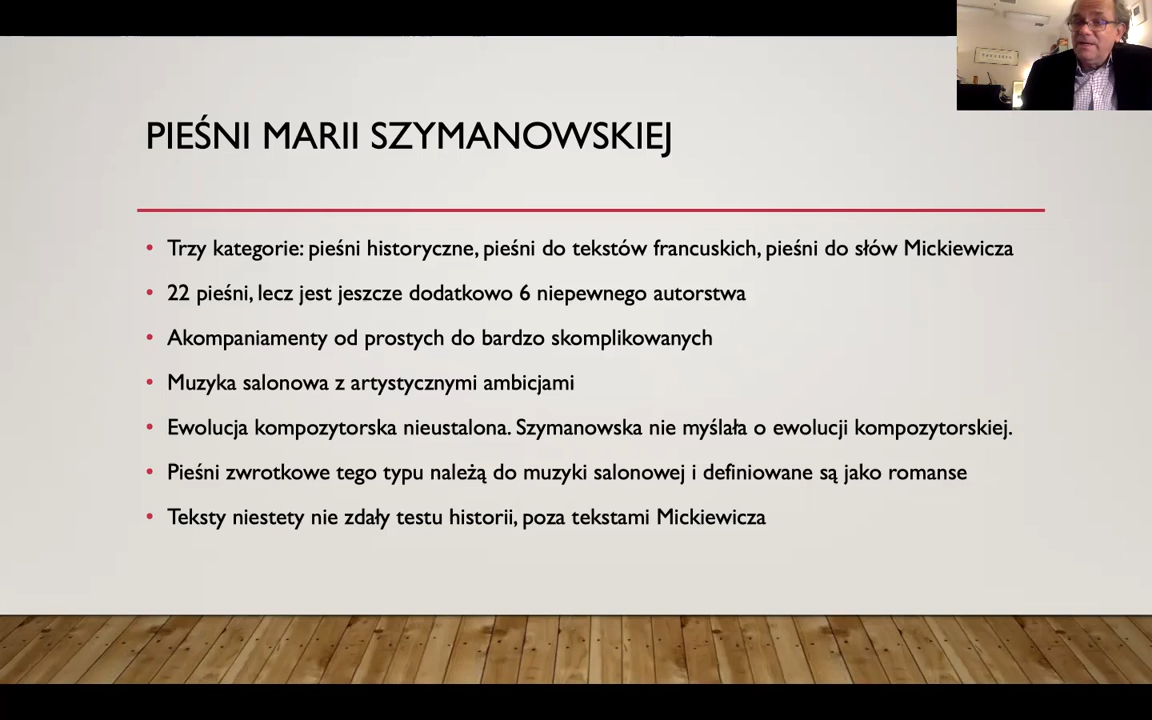 PIEŚNI MARII SZYMANOWSKIEJ
• Trzy kategorie: pieśni historyczne, pieśni do tekstów francuskich, pieśni do słów Mickiewicza
• 22 pieśni, lecz jest jeszcze dodatkowo 6 niepewnego autorstwa
• Akompaniamenty od prostych do bardzo skomplikowanych
• Muzyka salonowa z artystycznymi ambicjami
• Ewolucja kompozytorska nieustalona. Szymanowska nie myślała o ewolucji kompozytorskiej.
• Pieśni zwrotkowe tego typu należą do muzyki salonowej i definiowane są jako romanse
• Teksty niestety nie zdały testu historii, poza tekstami Mickiewicza